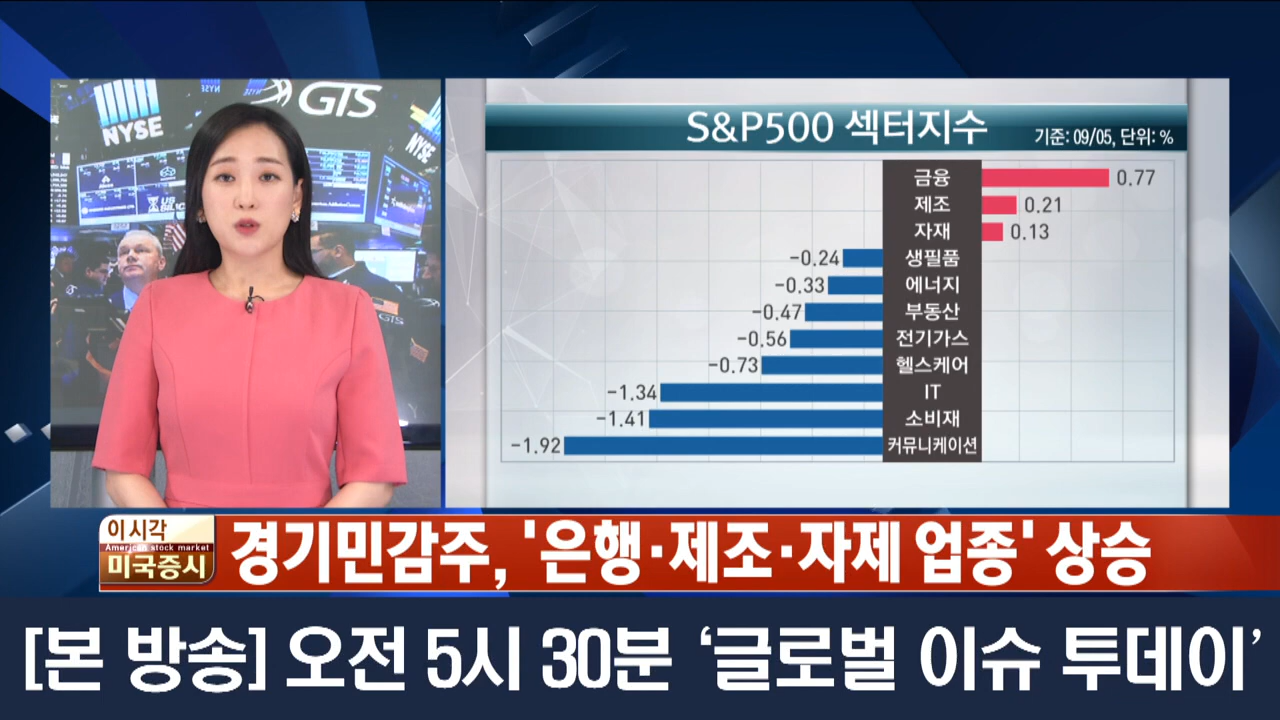 NYSE
GTS
NYSE
GTS
S&P500 섹터지수
기준: 09/05, 단위: %
금융 0.77
제조 0.21
자재 0.13
-0.24 생필품
-0.33 에너지
-0.47 부동산
-0.56 전기가스
-0.73 헬스케어
-1.34 IT
-1.41 소비재
-1.92 커뮤니케이션
이시각
American stock market
미국증시
경기민감주, '은행·제조·자제 업종' 상승
[본 방송] 오전 5시 30분 ‘글로벌 이슈 투데이’